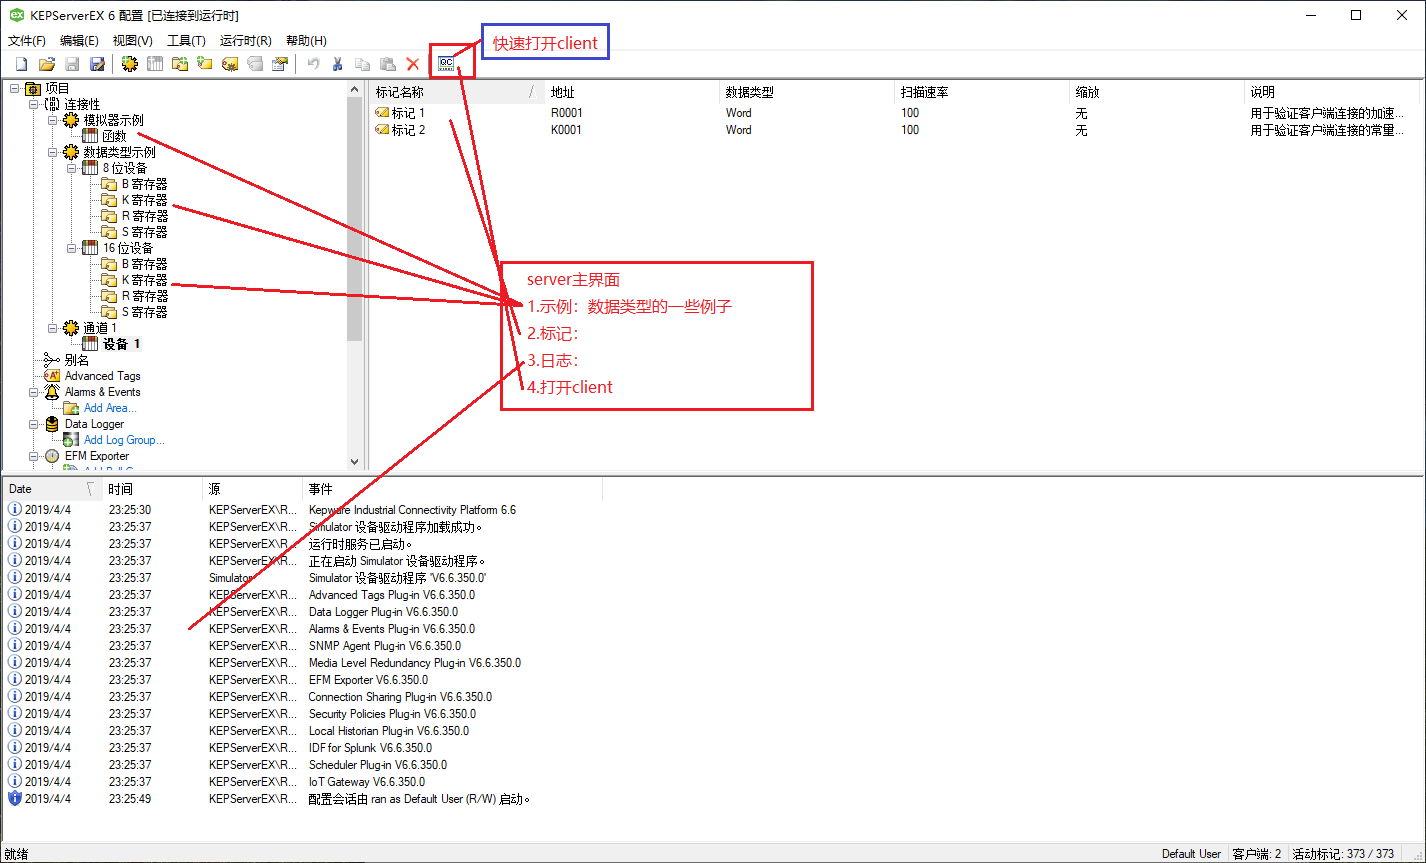 KEPServerEX 6 配置 [已连接到运行时]
文件(F) 编辑(E) 视图(V) 工具(T) 运行时(R) 帮助(H)
快速打开client
QC
项目
连接性
模拟器示例
函数
数据类型示例
8 位设备
B 寄存器
K 寄存器
R 寄存器
S 寄存器
16 位设备
B 寄存器
K 寄存器
R 寄存器
S 寄存器
通道 1
设备 1
别名
Advanced Tags
Alarms & Events
Add Area...
Data Logger
Add Log Group...
EFM Exporter
标记名称 地址 数据类型 扫描速率 缩放 说明
标记 1 R0001 Word 100 无 用于验证客户端连接的加速...
标记 2 K0001 Word 100 无 用于验证客户端连接的常量...
server主界面
1.示例：数据类型的一些例子
2.标记：
3.日志：
4.打开client
Date 时间 源 事件
2019/4/4 23:25:30 KEPServerEX\R... Kepware Industrial Connectivity Platform 6.6
2019/4/4 23:25:37 KEPServerEX\R... Simulator 设备驱动程序加载成功。
2019/4/4 23:25:37 KEPServerEX\R... 运行时服务已启动。
2019/4/4 23:25:37 KEPServerEX\R... 正在启动 Simulator 设备驱动程序。
2019/4/4 23:25:37 Simulator Simulator 设备驱动程序 'V6.6.350.0'
2019/4/4 23:25:37 KEPServerEX\R... Advanced Tags Plug-in V6.6.350.0
2019/4/4 23:25:37 KEPServerEX\R... Data Logger Plug-in V6.6.350.0
2019/4/4 23:25:37 KEPServerEX\R... Alarms & Events Plug-in V6.6.350.0
2019/4/4 23:25:37 KEPServerEX\R... SNMP Agent Plug-in V6.6.350.0
2019/4/4 23:25:37 KEPServerEX\R... Media Level Redundancy Plug-in V6.6.350.0
2019/4/4 23:25:37 KEPServerEX\R... EFM Exporter V6.6.350.0
2019/4/4 23:25:37 KEPServerEX\R... Connection Sharing Plug-in V6.6.350.0
2019/4/4 23:25:37 KEPServerEX\R... Security Policies Plug-in V6.6.350.0
2019/4/4 23:25:37 KEPServerEX\R... Local Historian Plug-in V6.6.350.0
2019/4/4 23:25:37 KEPServerEX\R... IDF for Splunk V6.6.350.0
2019/4/4 23:25:37 KEPServerEX\R... Scheduler Plug-in V6.6.350.0
2019/4/4 23:25:37 KEPServerEX\R... IoT Gateway V6.6.350.0
2019/4/4 23:25:49 KEPServerEX\R... 配置会话由 ran as Default User (R/W) 启动。
就绪 Default User 客户端: 2 活动标记: 373 / 373